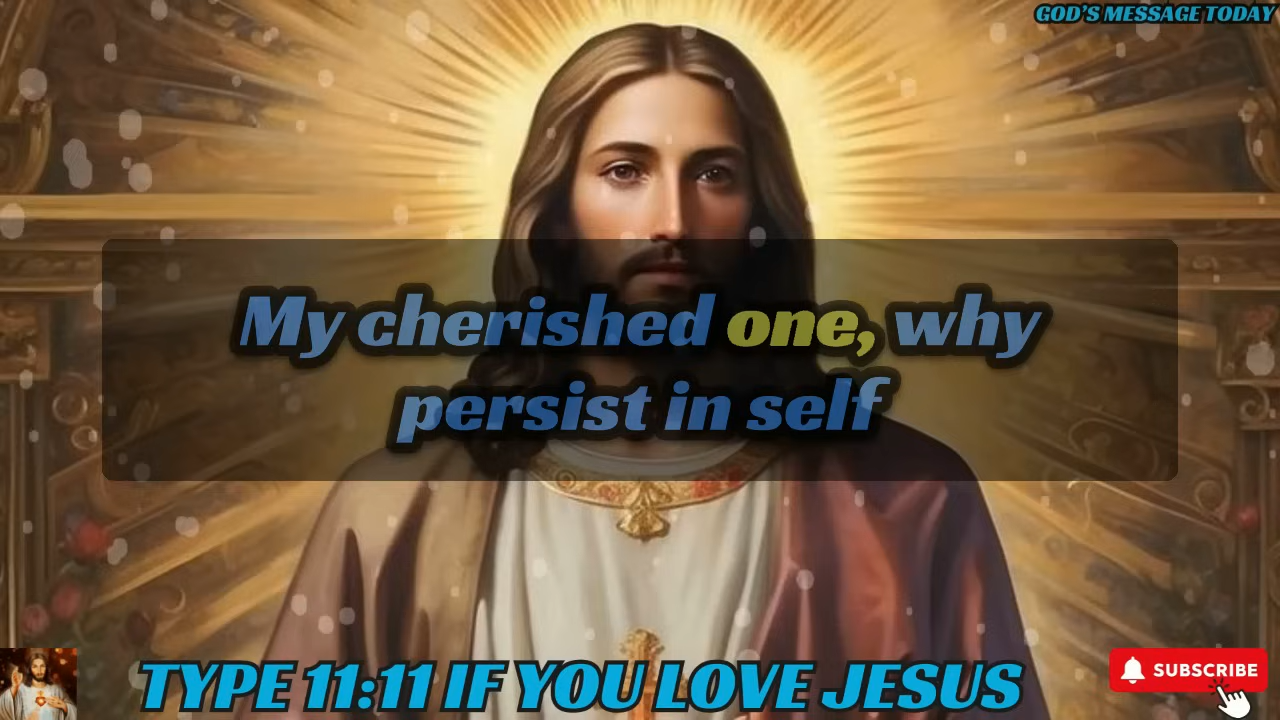 GOD'S MESSAGE TODAY
My cherished one, why
persist in self
TYPE 11:11 IF YOU LOVE JESUS
SUBSCRIBE